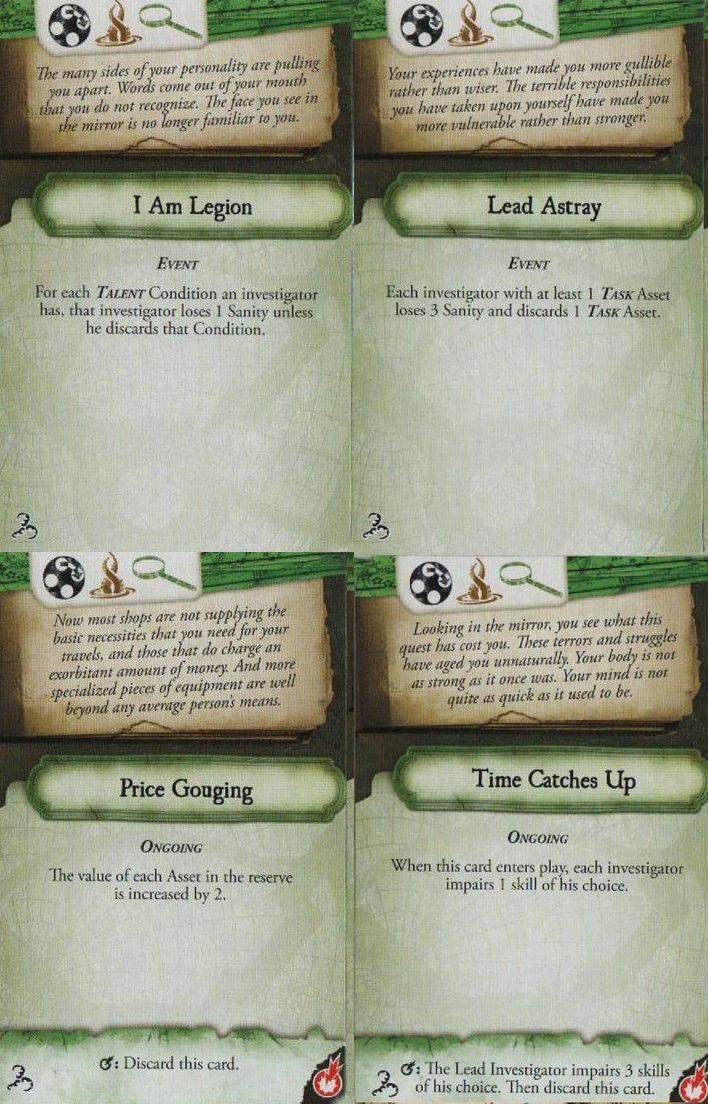 The many sides of your personality are pulling
you apart. Words come out of your mouth
that you do not recognize. The face you see in
the mirror is no longer familiar to you.
I Am Legion
EVENT
For each TALENT Condition an investigator
has, that investigator loses 1 Sanity unless
he discards that Condition.
Your experiences have made you more gullible
rather than wiser. The terrible responsibilities
you have taken upon yourself have made you
more vulnerable rather than stronger.
Lead Astray
EVENT
Each investigator with at least 1 TASK Asset
loses 3 Sanity and discards 1 TASK Asset.
Now most shops are not supplying the
basic necessities that you need for your
travels, and those that do charge an
exorbitant amount of money. And more
specialized pieces of equipment are well
beyond any average person's means.
Price Gouging
ONGOING
The value of each Asset in the reserve
is increased by 2.
: Discard this card.
Looking in the mirror, you see what this
quest has cost you. These terrors and struggles
have aged you unnaturally. Your body is not
as strong as it once was. Your mind is not
quite as quick as it used to be.
Time Catches Up
ONGOING
When this card enters play, each investigator
impairs 1 skill of his choice.
: The Lead Investigator impairs 3 skills
of his choice. Then discard this card.